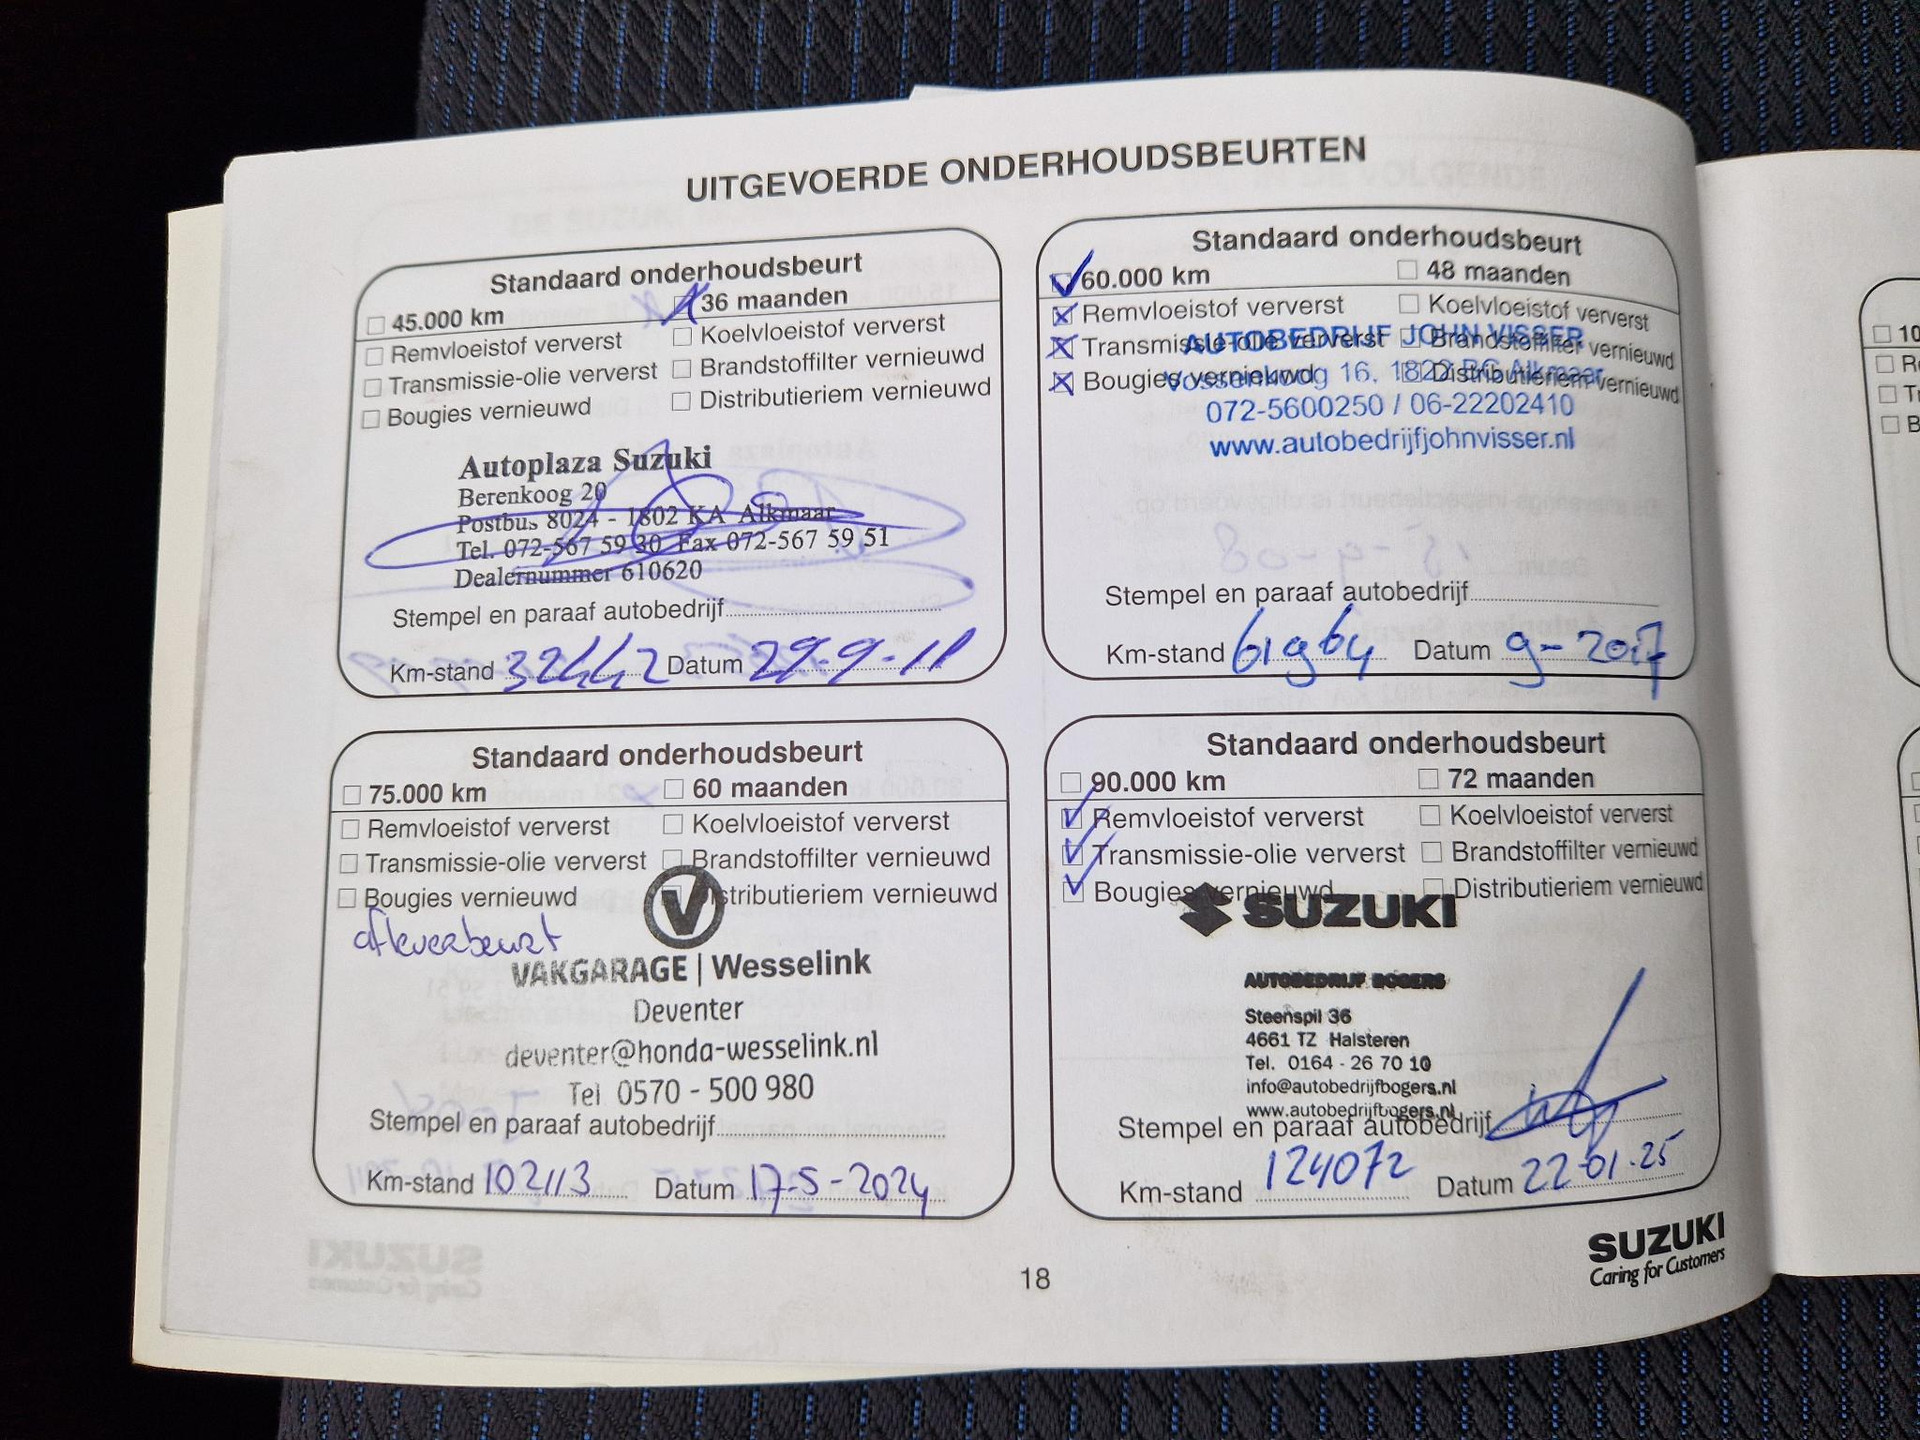 UITGEVOERDE ONDERHOUDSBEURTEN
Standaard onderhoudsbeurt
45.000 km 36 maanden
Remvloeistof ververst Koelvloeistof ververst
Transmissie-olie ververst Brandstoffilter vernieuwd
Bougies vernieuwd Distributieriem vernieuwd
Autoplaza Suzuki
Berenkoog 20
Postbus 8024 - 1802 KA Alkmaar
Tel. 072-567 59 30 Fax 072-567 59 51
Dealernummer 610620
Stempel en paraaf autobedrijf
Km-stand 32442 Datum 29-9-11
Standaard onderhoudsbeurt
60.000 km 48 maanden
Remvloeistof ververst Koelvloeistof ververst
Transmissie-olie ververst Brandstoffilter vernieuwd
Bougies vernieuwd Distributieriem vernieuwd
AUTOBEDRIJF JOHN VISSER
Vossenkoog 16, 1822 BG Alkmaar
072-5600250 / 06-22202410
www.autobedrijfjohnvisser.nl
Stempel en paraaf autobedrijf
Km-stand 61964 Datum 9-2017
Standaard onderhoudsbeurt
75.000 km 60 maanden
Remvloeistof ververst Koelvloeistof ververst
Transmissie-olie ververst Brandstoffilter vernieuwd
Bougies vernieuwd Distributieriem vernieuwd
afleverbeurt
VAKGARAGE | Wesselink
Deventer
deventer@honda-wesselink.nl
Tel 0570 - 500 980
Stempel en paraaf autobedrijf
Km-stand 102113 Datum 17-5-2024
Standaard onderhoudsbeurt
90.000 km 72 maanden
Remvloeistof ververst Koelvloeistof ververst
Transmissie-olie ververst Brandstoffilter vernieuwd
Bougies vernieuwd Distributieriem vernieuwd
SUZUKI
AUTOBEDRIJF BOGERS
Steenspil 36
4661 TZ Halsteren
Tel. 0164 - 26 70 10
info@autobedrijfbogers.nl
www.autobedrijfbogers.nl
Stempel en paraaf autobedrijf
Km-stand 124072 Datum 22-01-25
18
SUZUKI
Caring for Customers